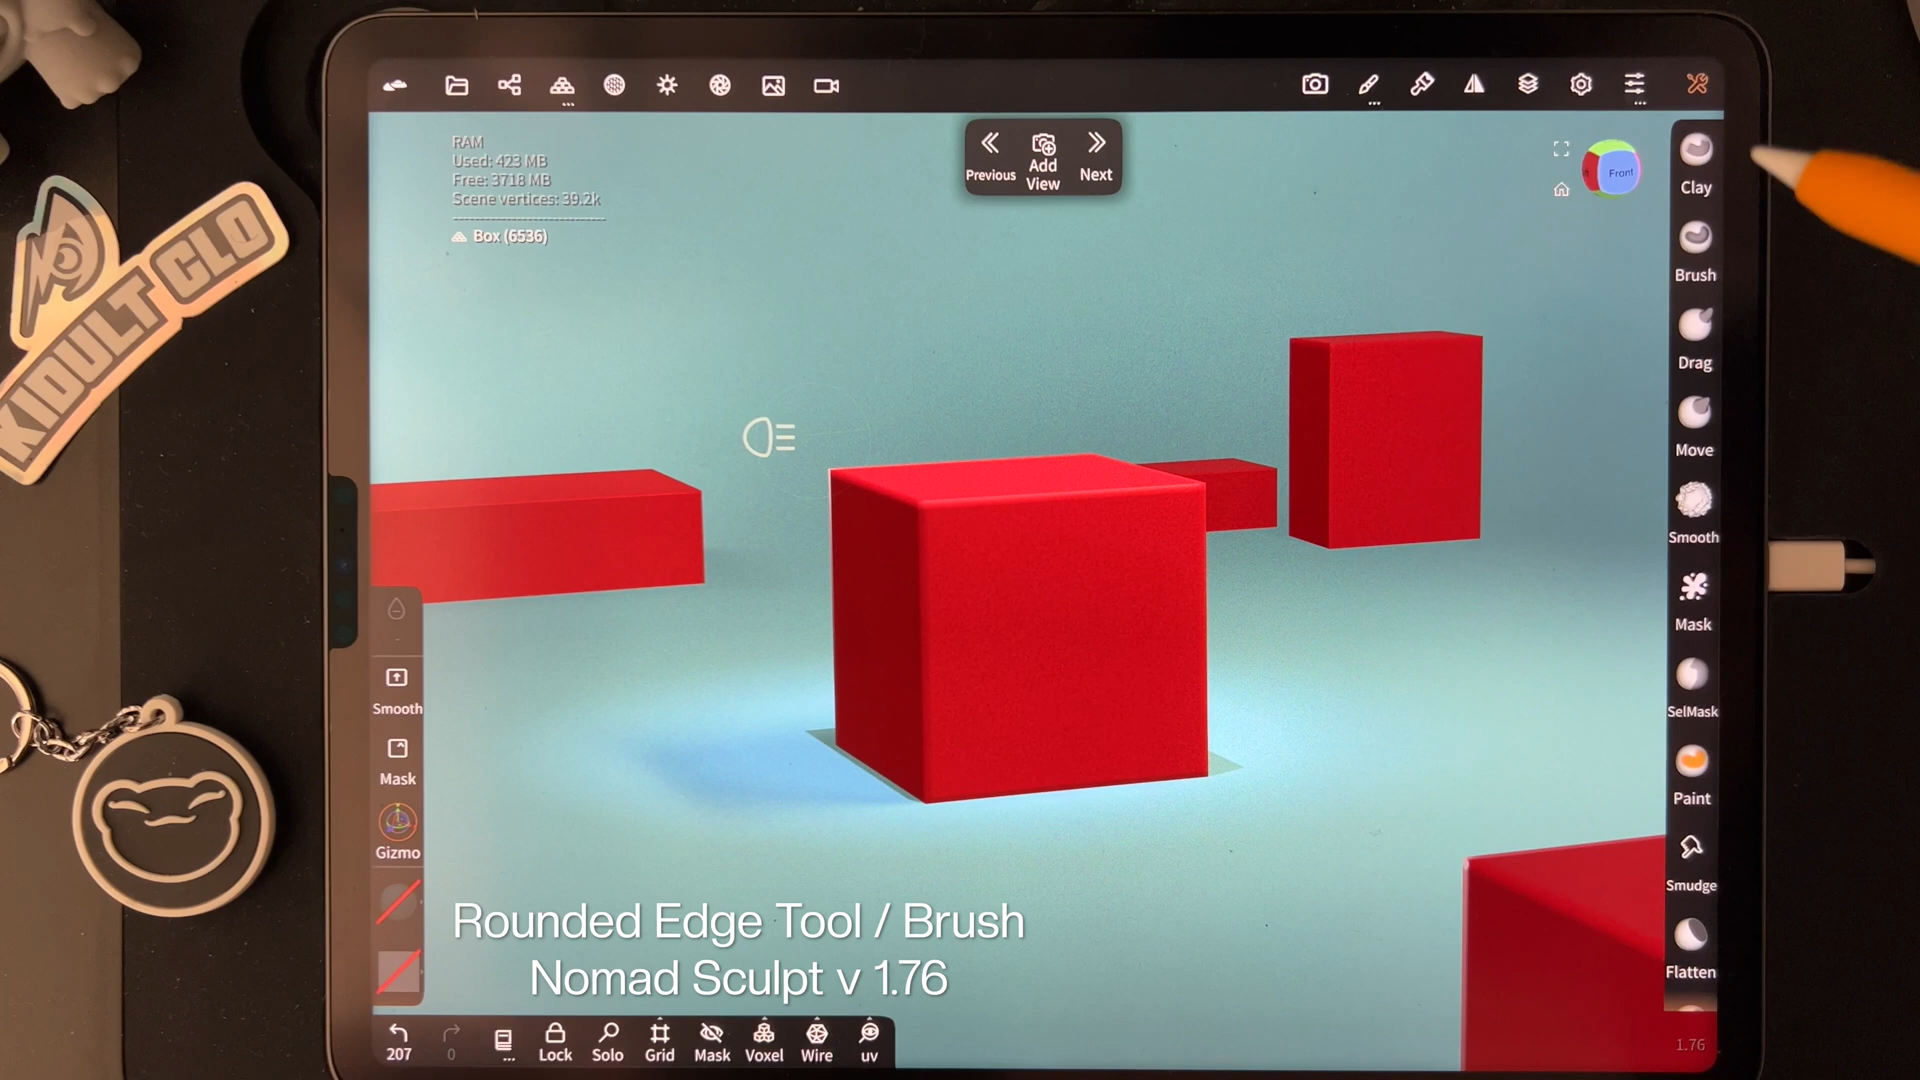 RAM
Used: 423 MB
Free: 3718 MB
Scene vertices: 39.2k
Box (6536)
Previous
Add
View
Next
Front
Clay
Brush
Drag
Move
Smooth
Mask
SelMask
Paint
Smudge
Flatten
1.76
Smooth
Mask
Gizmo
KIDULT CLO
Rounded Edge Tool / Brush
Nomad Sculpt v 1.76
207
0
Lock
Solo
Grid
Mask
Voxel
Wire
uv